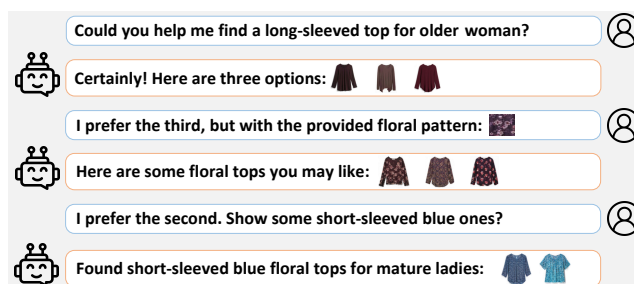 Could you help me find a long-sleeved top for older woman?
Certainly! Here are three options:
I prefer the third, but with the provided floral pattern:
Here are some floral tops you may like:
I prefer the second. Show some short-sleeved blue ones?
Found short-sleeved blue floral tops for mature ladies: